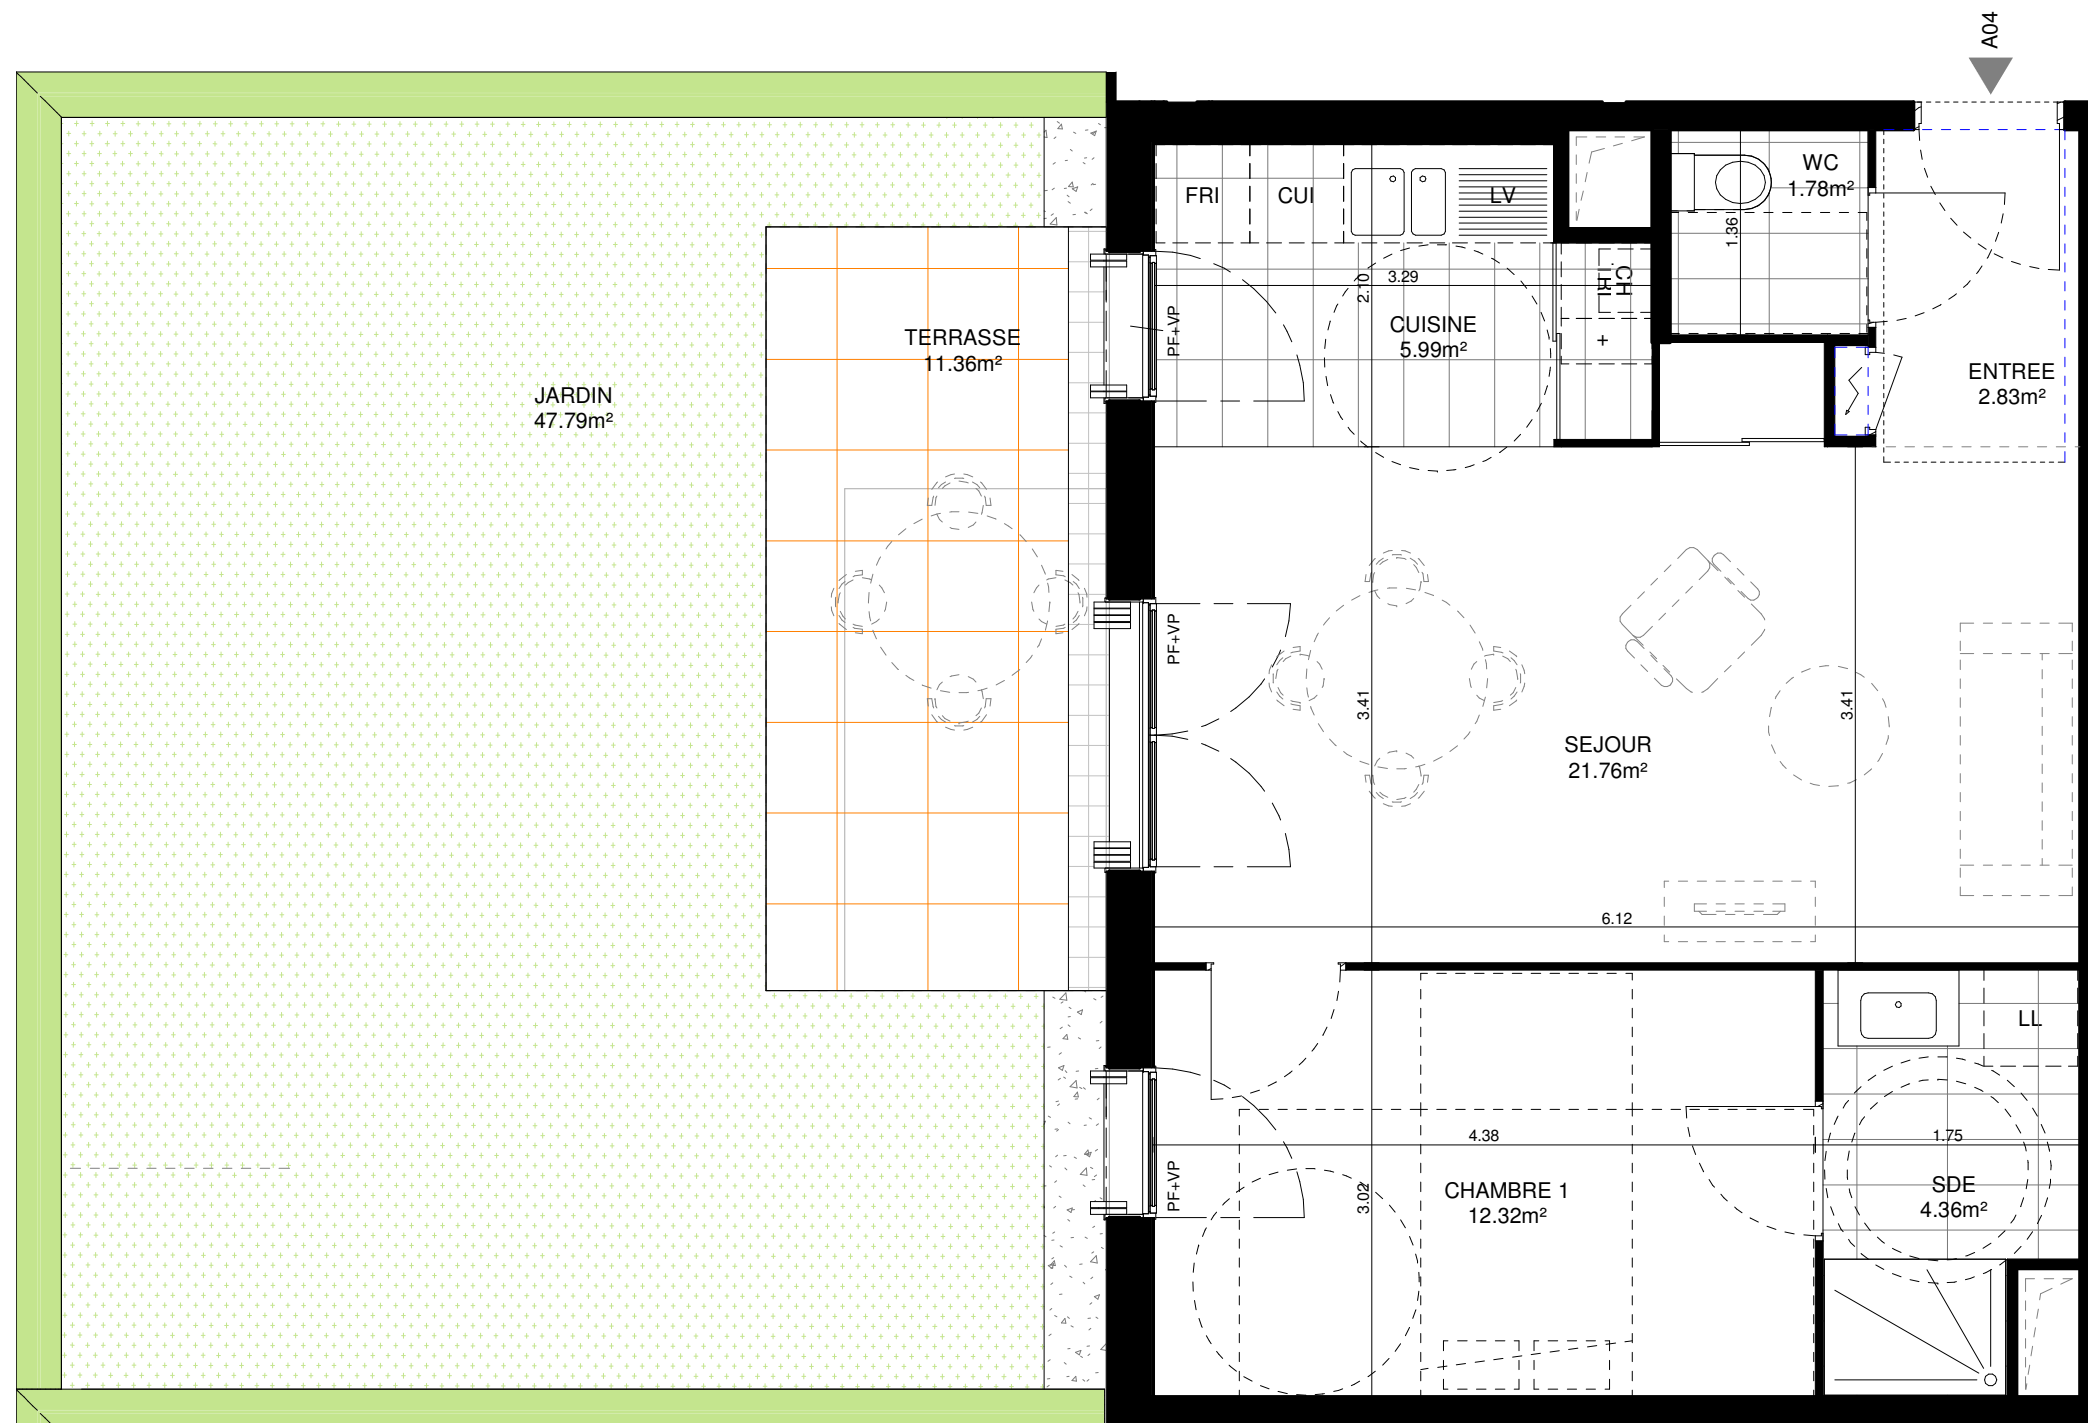 A04
WC
1.78m²
1.36
FRI
CUI
LV
CH
TRI
+
2.10
3.29
CUISINE
5.99m²
PF+VP
TERRASSE
11.36m²
ENTREE
2.83m²
JARDIN
47.79m²
PF+VP
3.41
3.41
SEJOUR
21.76m²
6.12
LL
4.38
1.75
PF+VP
3.02
CHAMBRE 1
12.32m²
SDE
4.36m²